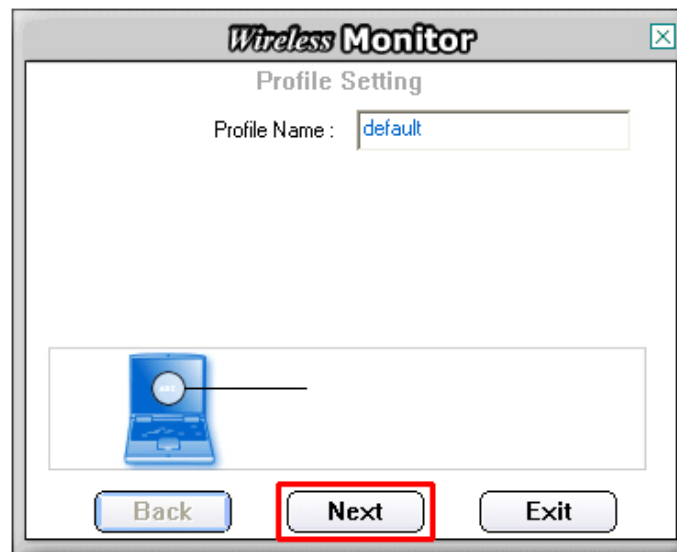 Wireless Monitor
Profile Setting
Profile Name : default
Back Next Exit